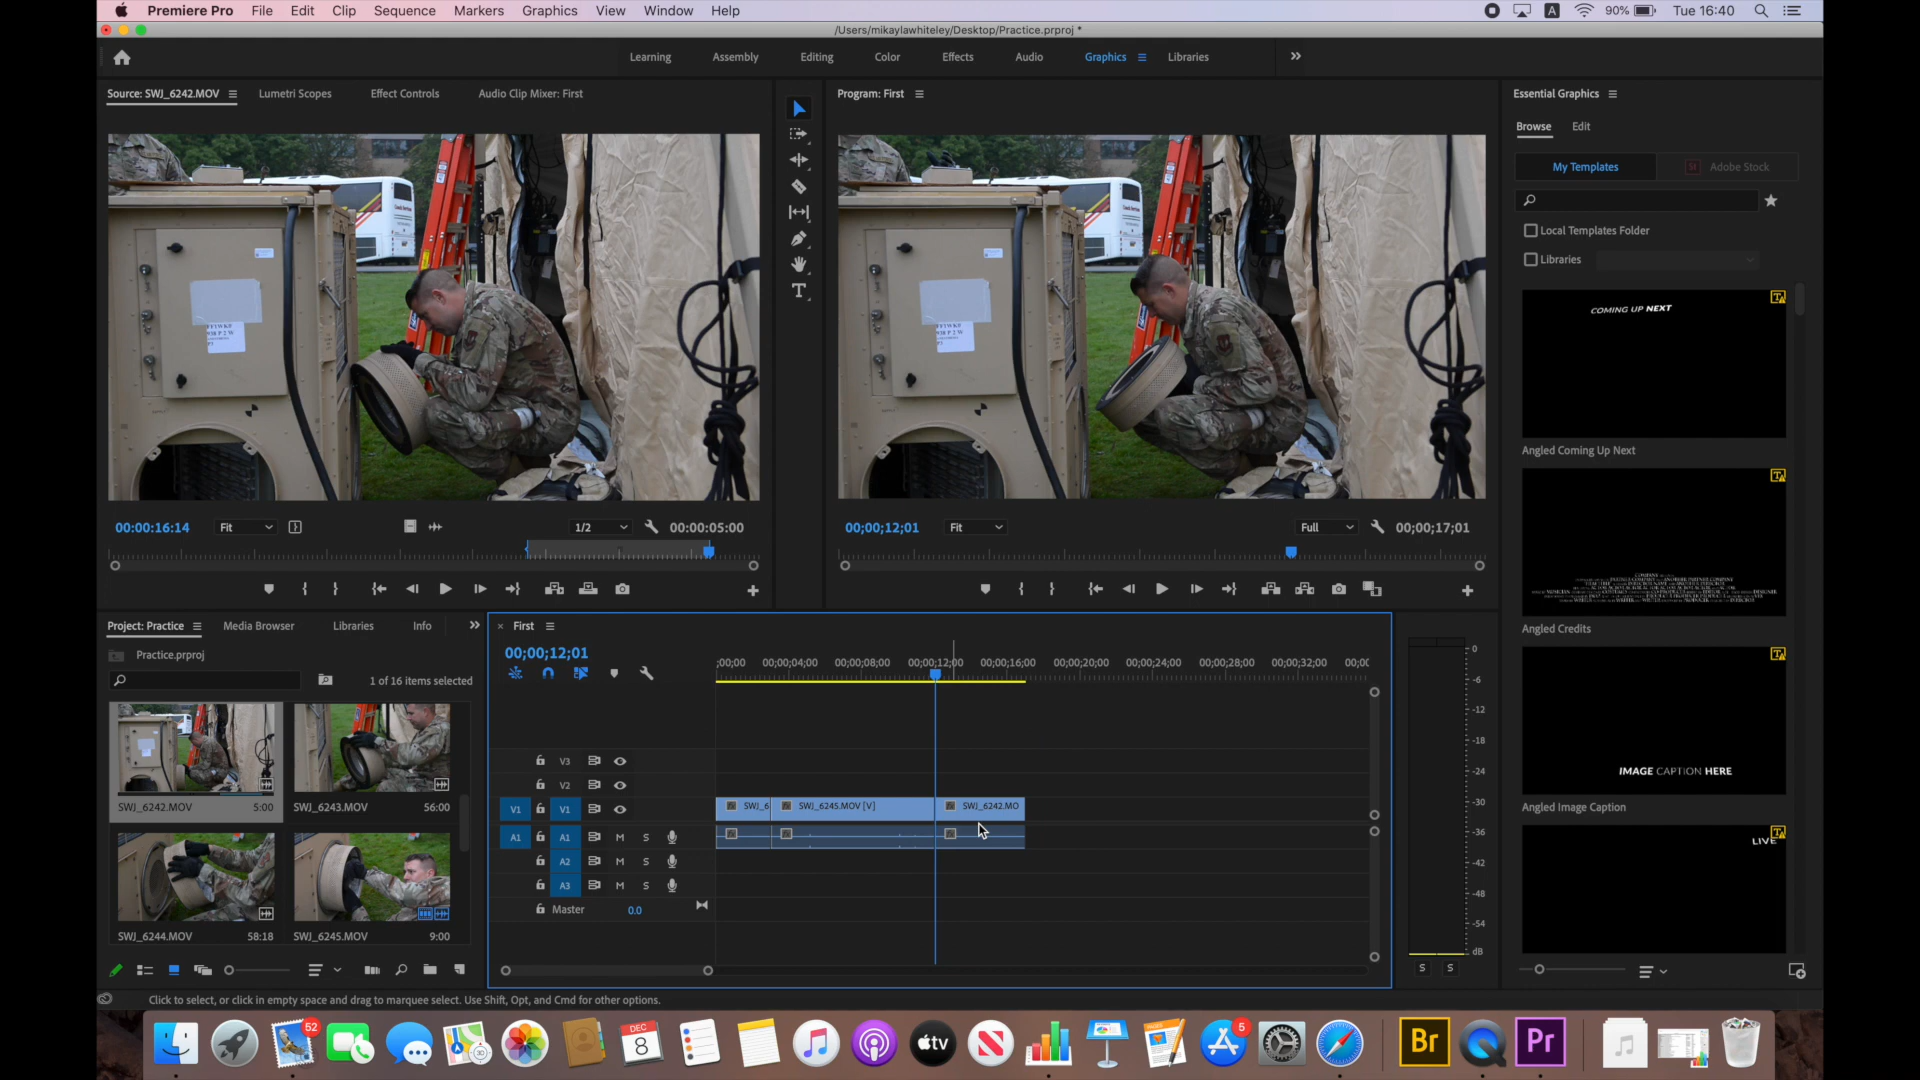 Premiere Pro File Edit Clip Sequence Markers Graphics View Window Help
A 90% Tue 16:40
/Users/mikaylawhiteley/Desktop/Practice.prproj *
Learning Assembly Editing Color Effects Audio Graphics Libraries
Source: SWJ_6242.MOV Lumetri Scopes Effect Controls Audio Clip Mixer: First
Program: First
Essential Graphics
Browse Edit
My Templates Adobe Stock
Local Templates Folder
Libraries
COMING UP NEXT
Angled Coming Up Next
Angled Credits
IMAGE CAPTION HERE
Angled Image Caption
LIVE
00:00:16:14 Fit 1/2 00:00:05:00
00;00;12;01 Fit Full 00;00;17;01
Project: Practice Media Browser Libraries Info
Practice.prproj
1 of 16 items selected
SWJ_6242.MOV 5:00
SWJ_6243.MOV 56:00
SWJ_6244.MOV 58:18
SWJ_6245.MOV 9:00
First
00;00;12;01
;00;00 00;00;04;00 00;00;08;00 00;00;12;00 00;00;16;00 00;00;20;00 00;00;24;00 00;00;28;00 00;00;32;00 00;0
V3
V2
V1 V1 SWJ_6 SWJ_6245.MOV [V] SWJ_6242.MO
A1 A1 M S
A2 M S
A3 M S
Master 0.0
0
-6
-12
-18
-24
-30
-36
-42
-48
-54
dB
S S
Click to select, or click in empty space and drag to marquee select. Use Shift, Opt, and Cmd for other options.
52
DEC
8
tv
5
Br
Pr